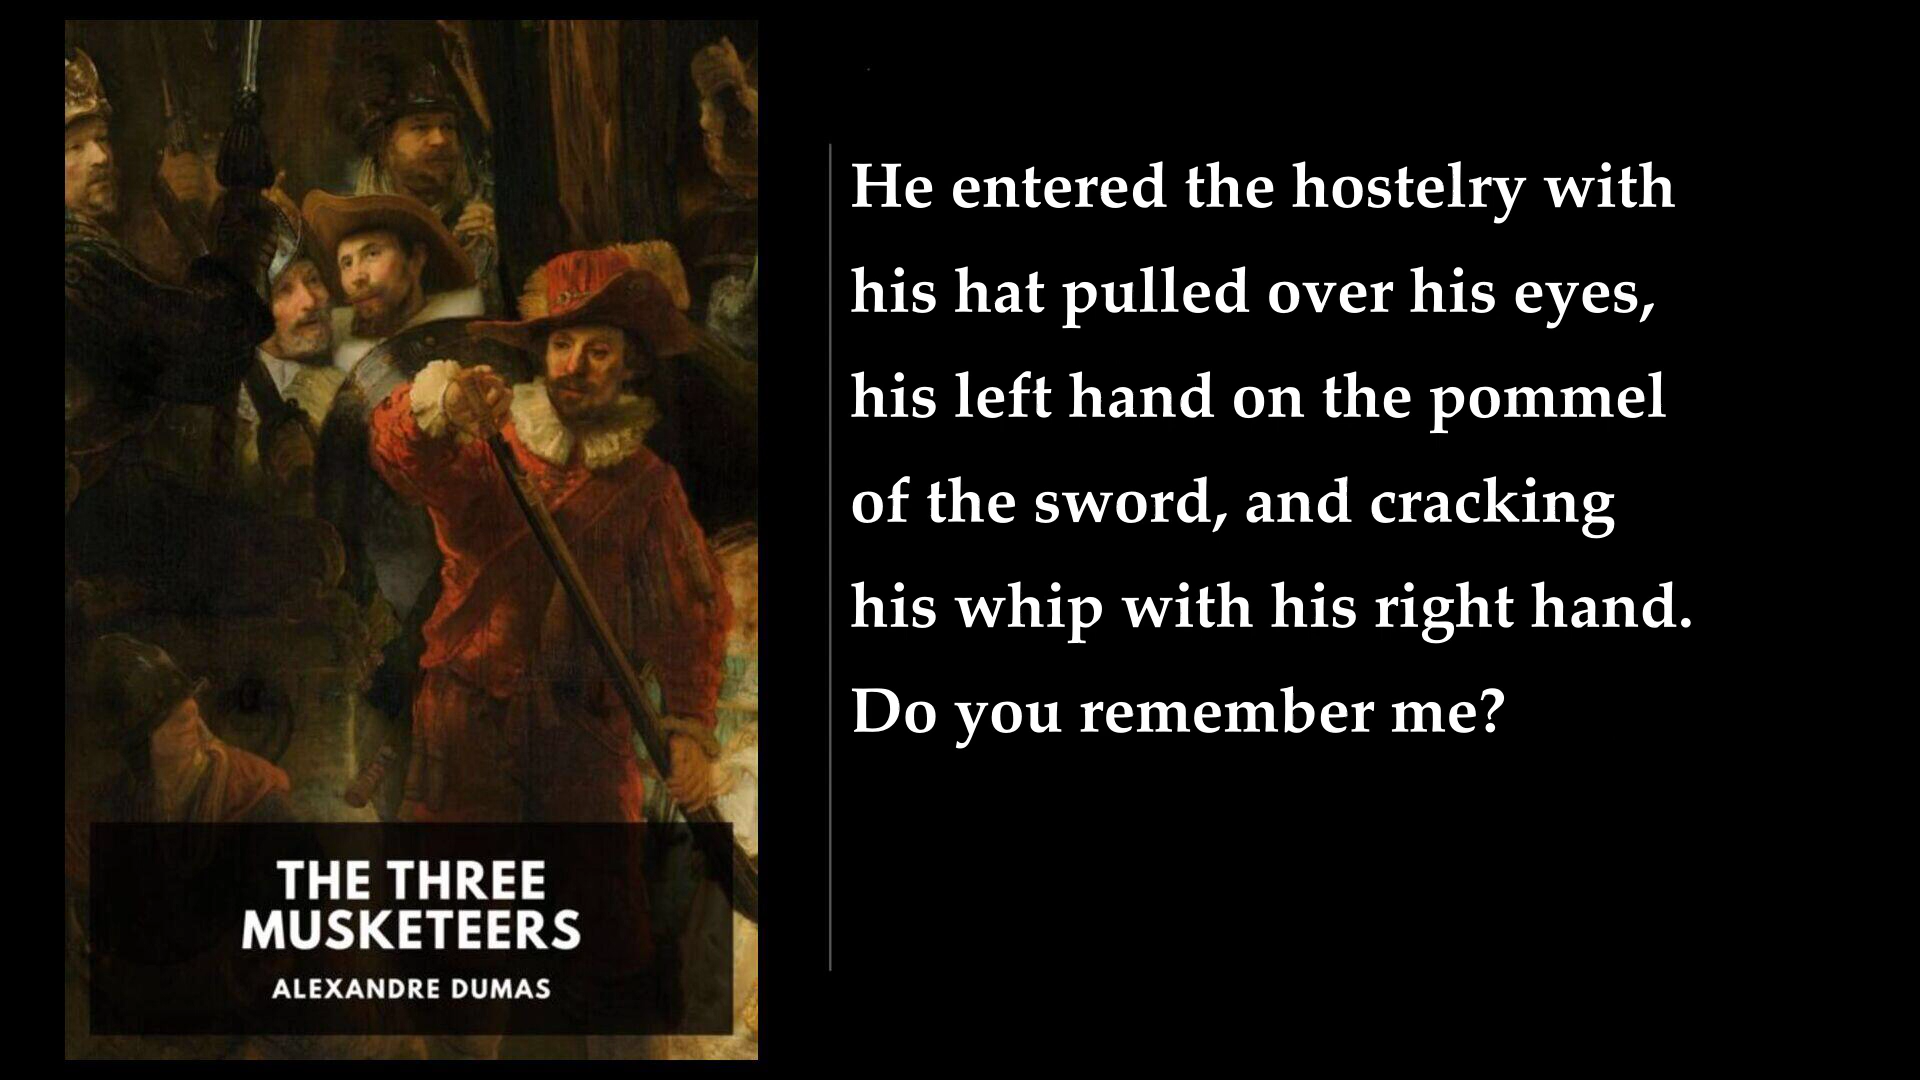 THE THREE
MUSKETEERS
ALEXANDRE DUMAS
He entered the hostelry with
his hat pulled over his eyes,
his left hand on the pommel
of the sword, and cracking
his whip with his right hand.
Do you remember me?